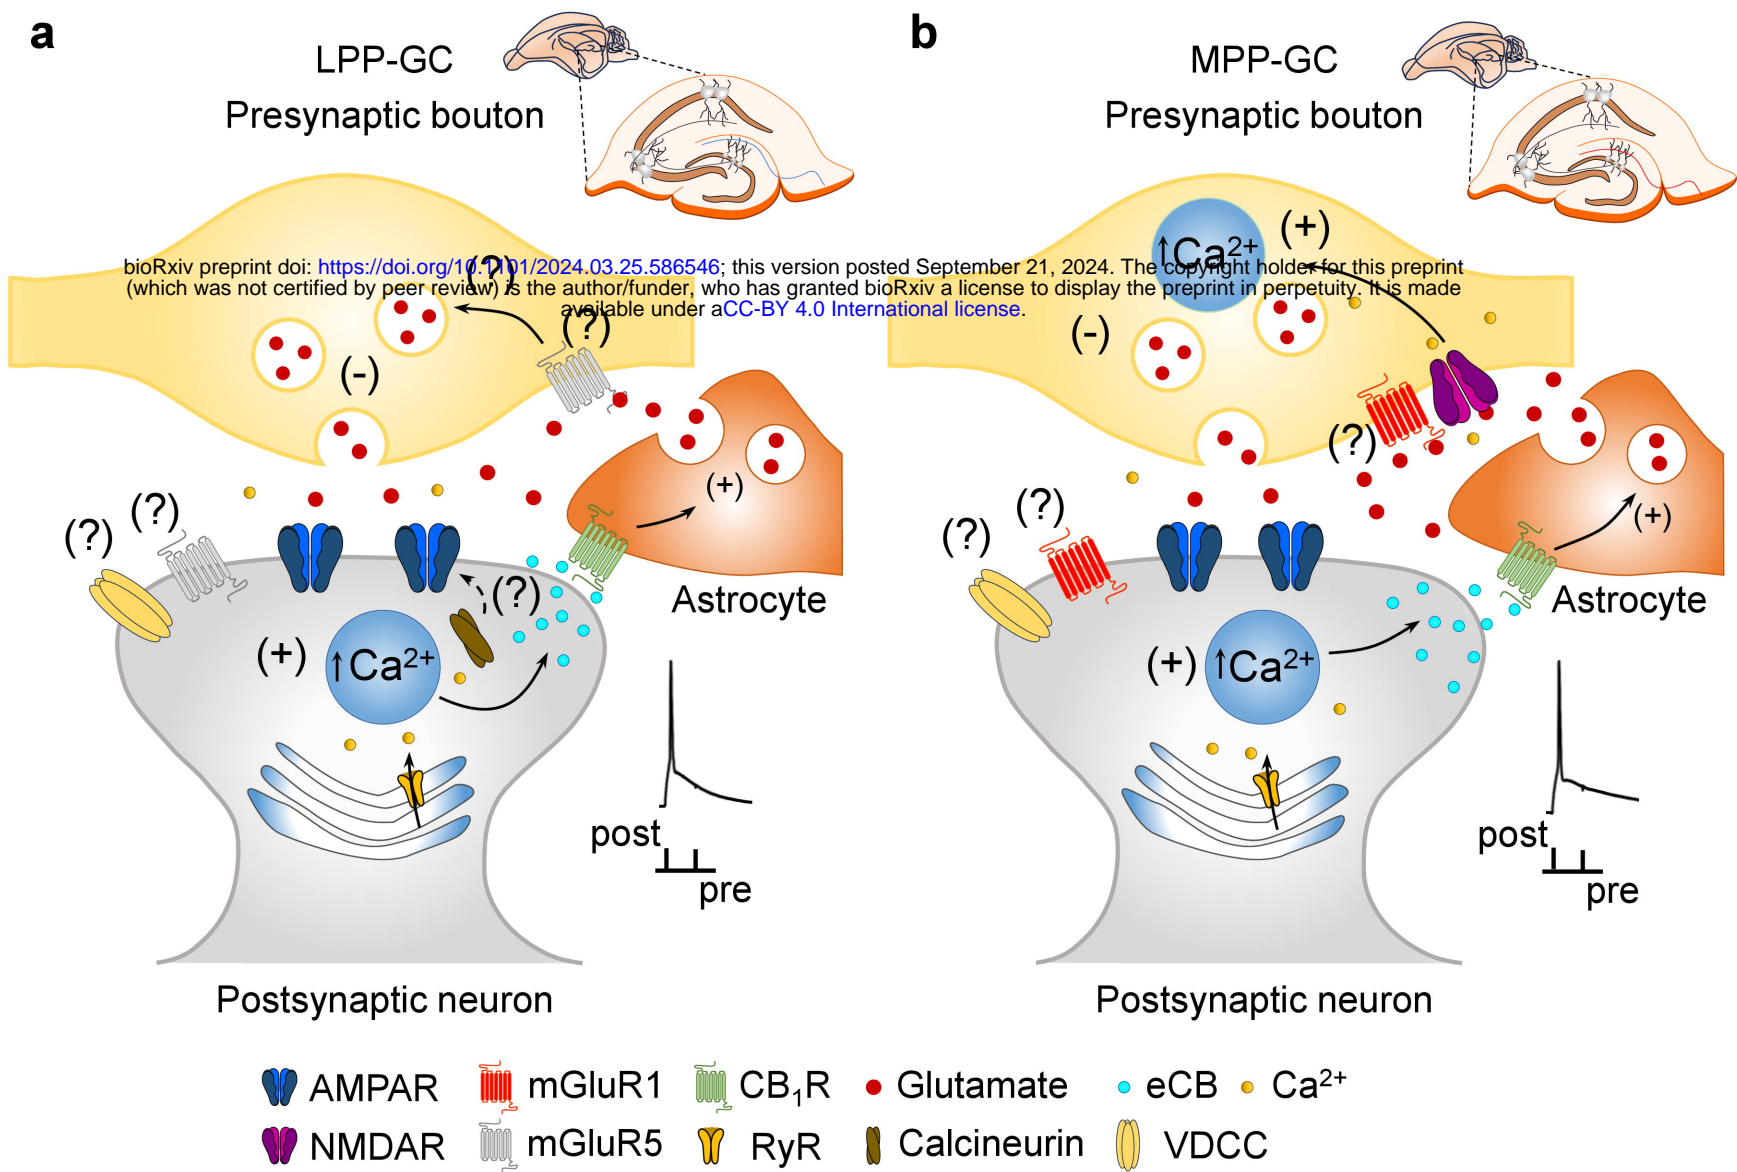 a
LPP-GC
Presynaptic bouton
b
MPP-GC
Presynaptic bouton
bioRxiv preprint doi: https://doi.org/10.1101/2024.03.25.586546; this version posted September 21, 2024. The copyright holder for this preprint
(which was not certified by peer review) is the author/funder, who has granted bioRxiv a license to display the preprint in perpetuity. It is made
available under aCC-BY 4.0 International license.
(?)
(?)
(-)
(?)
(?)
(+)
Astrocyte
(?)
(+)
↑Ca2+
post
pre
Postsynaptic neuron
↑Ca2+
(+)
(-)
(?)
(?)
(?)
(+)
Astrocyte
(+)
↑Ca2+
post
pre
Postsynaptic neuron
AMPAR mGluR1 CB1R Glutamate eCB Ca2+
NMDAR mGluR5 RyR Calcineurin VDCC